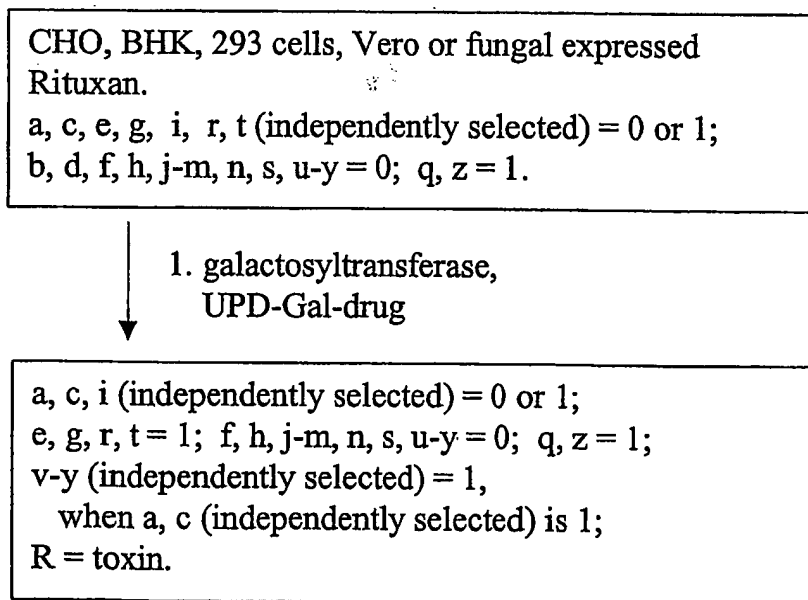 CHO, BHK, 293 cells, Vero or fungal expressed
Rituxan.
a, c, e, g, i, r, t (independently selected) = 0 or 1;
b, d, f, h, j-m, n, s, u-y = 0; q, z = 1.
1. galactosyltransferase,
UPD-Gal-drug
a, c, i (independently selected) = 0 or 1;
e, g, r, t = 1; f, h, j-m, n, s, u-y = 0; q, z = 1;
v-y (independently selected) = 1,
when a, c (independently selected) is 1;
R = toxin.